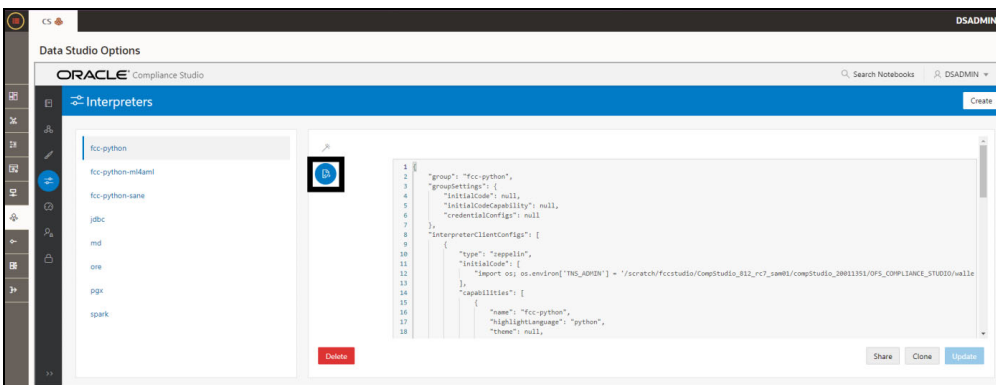 CS
DSADMIN
Data Studio Options
ORACLE Compliance Studio
Search Notebooks
DSADMIN
Interpreters
Create
fcc-python
fcc-python-ml4aml
fcc-python-sane
jdbc
md
ore
pgx
spark
1 {
2 "group": "fcc-python",
3 "groupSettings": {
4 "initialCode": null,
5 "initialCodeCapability": null,
6 "credentialConfigs": null
7 },
8 "interpreterClientConfigs": [
9 {
10 "type": "zeppelin",
11 "initialCode": [
12 "import os; os.environ['TNS_ADMIN'] = '/scratch/fccstudio/CompStudio_812_rc7_sam01/compStudio_20011351/OFS_COMPLIANCE_STUDIO/walle
13 ],
14 "capabilities": [
15 {
16 "name": "fcc-python",
17 "highlightLanguage": "python",
18 "theme": null,
Delete
Share
Clone
Update